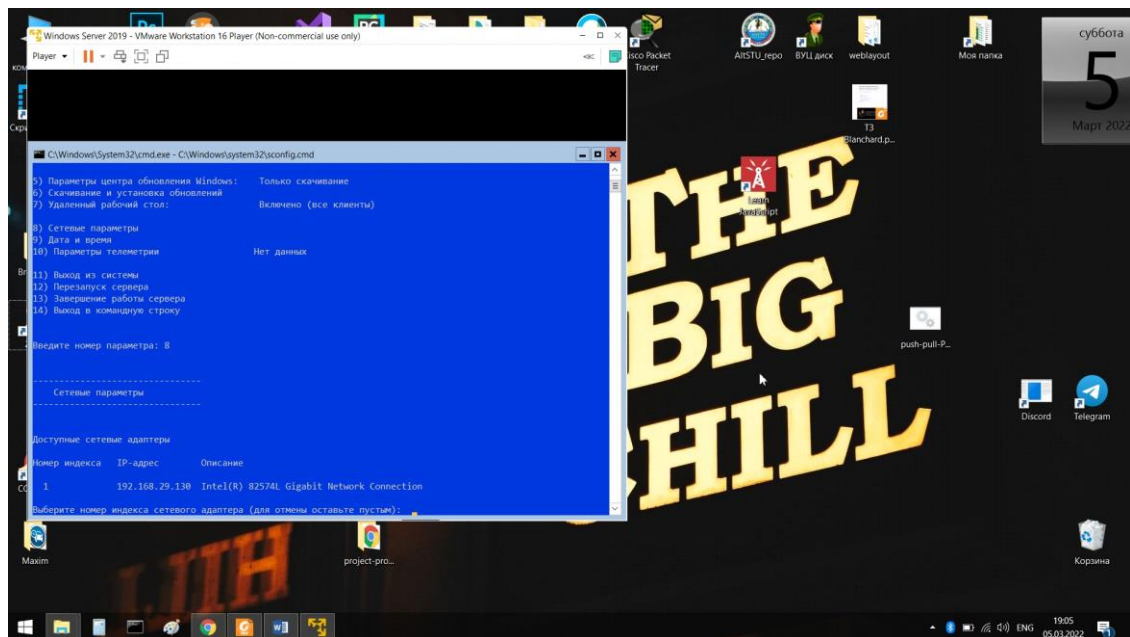 Windows Server 2019 - VMware Workstation 16 Player (Non-commercial use only)
Player
C:\Windows\System32\cmd.exe - C:\Windows\system32\sconfig.cmd
5) Параметры центра обновления Windows: Только скачивание
6) Скачивание и установка обновлений
7) Удаленный рабочий стол: Включено (все клиенты)
8) Сетевые параметры
9) Дата и время
10) Параметры телеметрии Нет данных
11) Выход из системы
12) Перезапуск сервера
13) Завершение работы сервера
14) Выход в командную строку
Введите номер параметра: 8
--------------------------------
Сетевые параметры
--------------------------------
Доступные сетевые адаптеры
Номер индекса IP-адрес Описание
1 192.168.29.130 Intel(R) 82574L Gigabit Network Connection
Выберите номер индекса сетевого адаптера (для отмены оставьте пустым):
Packet
Tracer
AltSTU_repo
ВУЦ диск
weblayout
Моя папка
суббота
5
Март 2022
ТЗ
Blanchard.p...
Learn
JavaScript
THE
BIG
CHILL
push-pull-P...
Discord
Telegram
Maxim
project-pro...
Корзина
ENG
19:05
05.03.2022